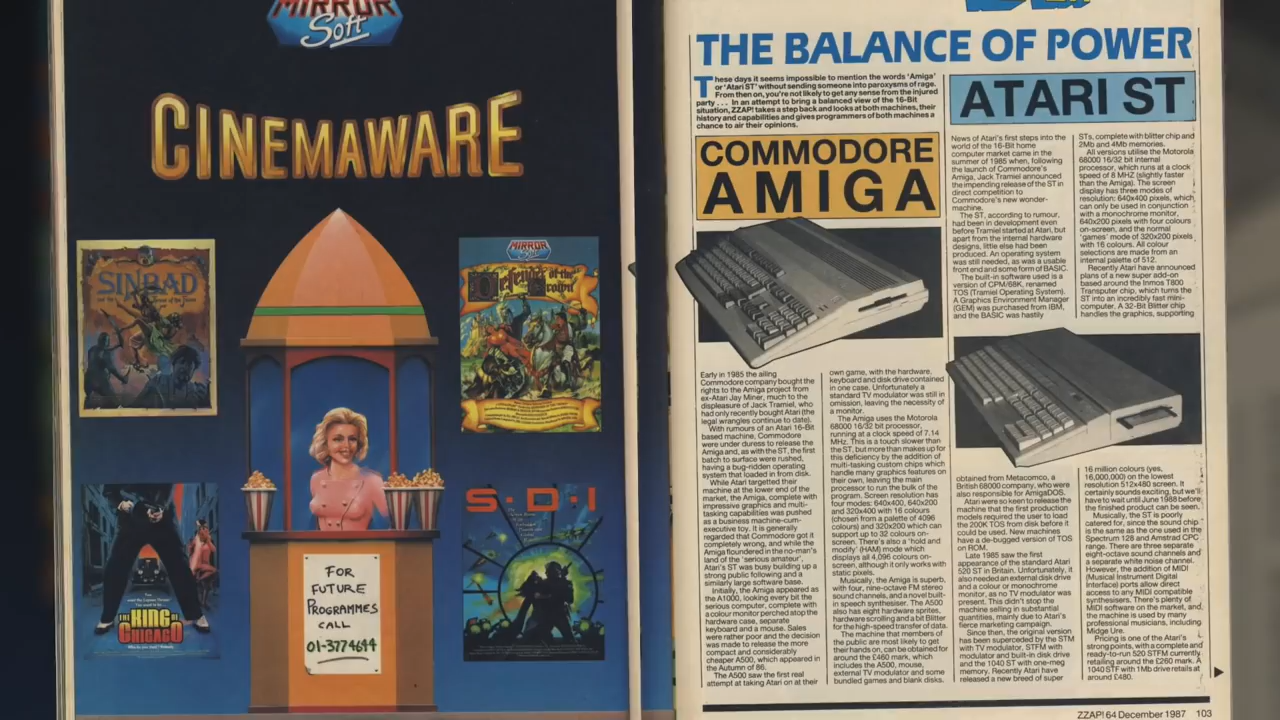 MIRROR
Soft
CINEMAWARE
SINBAD
MIRROR
Soft
Defender of the
Crown
S·D·I
THE KING OF
CHICAGO
FOR
FUTURE
PROGRAMMES
CALL
01-3774644
THE BALANCE OF POWER
These days it seems impossible to mention the words 'Amiga'
or 'Atari ST' without sending someone into paroxysms of rage.
From then on, you're not likely to get any sense from the injured
party . . . In an attempt to bring a balanced view of the 16-Bit
situation, ZZAP! takes a step back and looks at both machines, their
history and capabilities and gives programmers of both machines a
chance to air their opinions.
COMMODORE
AMIGA
Early in 1985 the ailing
Commodore company bought the
rights to the Amiga project from
ex-Atari Jay Miner, much to the
displeasure of Jack Tramiel, who
had only recently bought Atari (the
legal wrangles continue to date).
With rumours of an Atari 16-Bit
based machine, Commodore
were under duress to release the
Amiga and, as with the ST, the first
batch to surface were rushed,
having a bug-ridden operating
system that loaded in from disk.
While Atari targetted their
machine at the lower end of the
market, the Amiga, complete with
impressive graphics and multi-
tasking capabilities was pushed
as a business machine-cum-
executive toy. It is generally
regarded that Commodore got it
completely wrong, and while the
Amiga floundered in the no-man's
land of the 'serious amateur',
Atari's ST was busy building up a
strong public following and a
similarly large software base.
Initially, the Amiga appeared as
the A1000, looking every bit the
serious computer, complete with
a colour monitor perched atop the
hardware case, separate
keyboard and a mouse. Sales
were rather poor and the decision
was made to release the more
compact and considerably
cheaper A500, which appeared in
the Autumn of 86.
The A500 saw the first real
attempt at taking Atari on at their
own game, with the hardware,
keyboard and disk drive contained
in one case. Unfortunately a
standard TV modulator was still in
omission, leaving the necessity of
a monitor.
The Amiga uses the Motorola
68000 16/32 bit processor,
running at a clock speed of 7.14
MHz. This is a touch slower than
the ST, but more than makes up for
this deficiency by the addition of
multi-tasking custom chips which
handle many graphics features on
their own, leaving the main
processor to run the bulk of the
program. Screen resolution has
four modes: 640x400, 640x200
and 320x400 with 16 colours
(chosen from a palette of 4096
colours) and 320x200 which can
support up to 32 colours on-
screen. There's also a 'hold and
modify' (HAM) mode which
displays all 4,096 colours on-
screen, although it only works with
static pixels.
Musically, the Amiga is superb,
with four, nine-octave FM stereo
sound channels, and a novel built-
in speech synthesiser. The A500
also has eight hardware sprites,
hardware scrolling and a bit Blitter
for the high-speed transfer of data.
The machine that members of
the public are most likely to get
their hands on, can be obtained for
around the £460 mark, which
includes the A500, mouse,
external TV modulator and some
bundled games and blank disks.
ATARI ST
News of Atari's first steps into the
world of the 16-Bit home
computer market came in the
summer of 1985 when, following
the launch of Commodore's
Amiga, Jack Tramiel announced
the impending release of the ST in
direct competition to
Commodore's new wonder-
machine.
The ST, according to rumour,
had been in development even
before Tramiel started at Atari, but
apart from the internal hardware
designs, little else had been
produced. An operating system
was still needed, as was a usable
front end and some form of BASIC.
The built-in software used is a
version of CPM/68K, renamed
TOS (Tramiel Operating System).
A Graphics Environment Manager
(GEM) was purchased from IBM,
and the BASIC was hastily
obtained from Metacomco, a
British 68000 company, who were
also responsible for AmigaDOS.
Atari were so keen to release the
machine that the first production
models required the user to load
the 200K TOS from disk before it
could be used. New machines
have a de-bugged version of TOS
on ROM.
Late 1985 saw the first
appearance of the standard Atari
520 ST in Britain. Unfortunately, it
also needed an external disk drive
and a colour or monochrome
monitor, as no TV modulator was
present. This didn't stop the
machine selling in substantial
quantities, mainly due to Atari's
fierce marketing campaign.
Since then, the original version
has been superceded by the STM
with TV modulator, STFM with
modulator and built-in disk drive
and the 1040 ST with one-meg
memory. Recently Atari have
released a new breed of super
STs, complete with blitter chip and
2Mb and 4Mb memories.
All versions utilise the Motorola
68000 16/32 bit internal
processor, which runs at a clock
speed of 8 MHZ (slightly faster
than the Amiga). The screen
display has three modes of
resolution: 640x400 pixels, which
can only be used in conjunction
with a monochrome monitor,
640x200 pixels with four colours
on-screen, and the normal
'games' mode of 320x200 pixels
with 16 colours. All colour
selections are made from an
internal palette of 512.
Recently Atari have announced
plans of a new super add-on
based around the Inmos T800
Transputer chip, which turns the
ST into an incredibly fast mini-
computer. A 32-Bit Blitter chip
handles the graphics, supporting
16 million colours (yes,
16,000,000) on the lowest
resolution 512x480 screen. It
certainly sounds exciting, but we'll
have to wait until June 1988 before
the finished product can be seen.
Musically, the ST is poorly
catered for, since the sound chip
is the same as the one used in the
Spectrum 128 and Amstrad CPC
range. There are three separate
eight-octave sound channels and
a separate white noise channel.
However, the addition of MIDI
(Musical Instrument Digital
Interface) ports allow direct
access to any MIDI compatible
synthesisers. There's plenty of
MIDI software on the market, and
the machine is used by many
professional musicians, including
Midge Ure.
Pricing is one of the Atari's
strong points, with a complete and
ready-to-run 520 STFM currently
retailing around the £260 mark. A
1040 STF with 1Mb drive retails at
around £480.
ZZAP! 64 December 1987 103